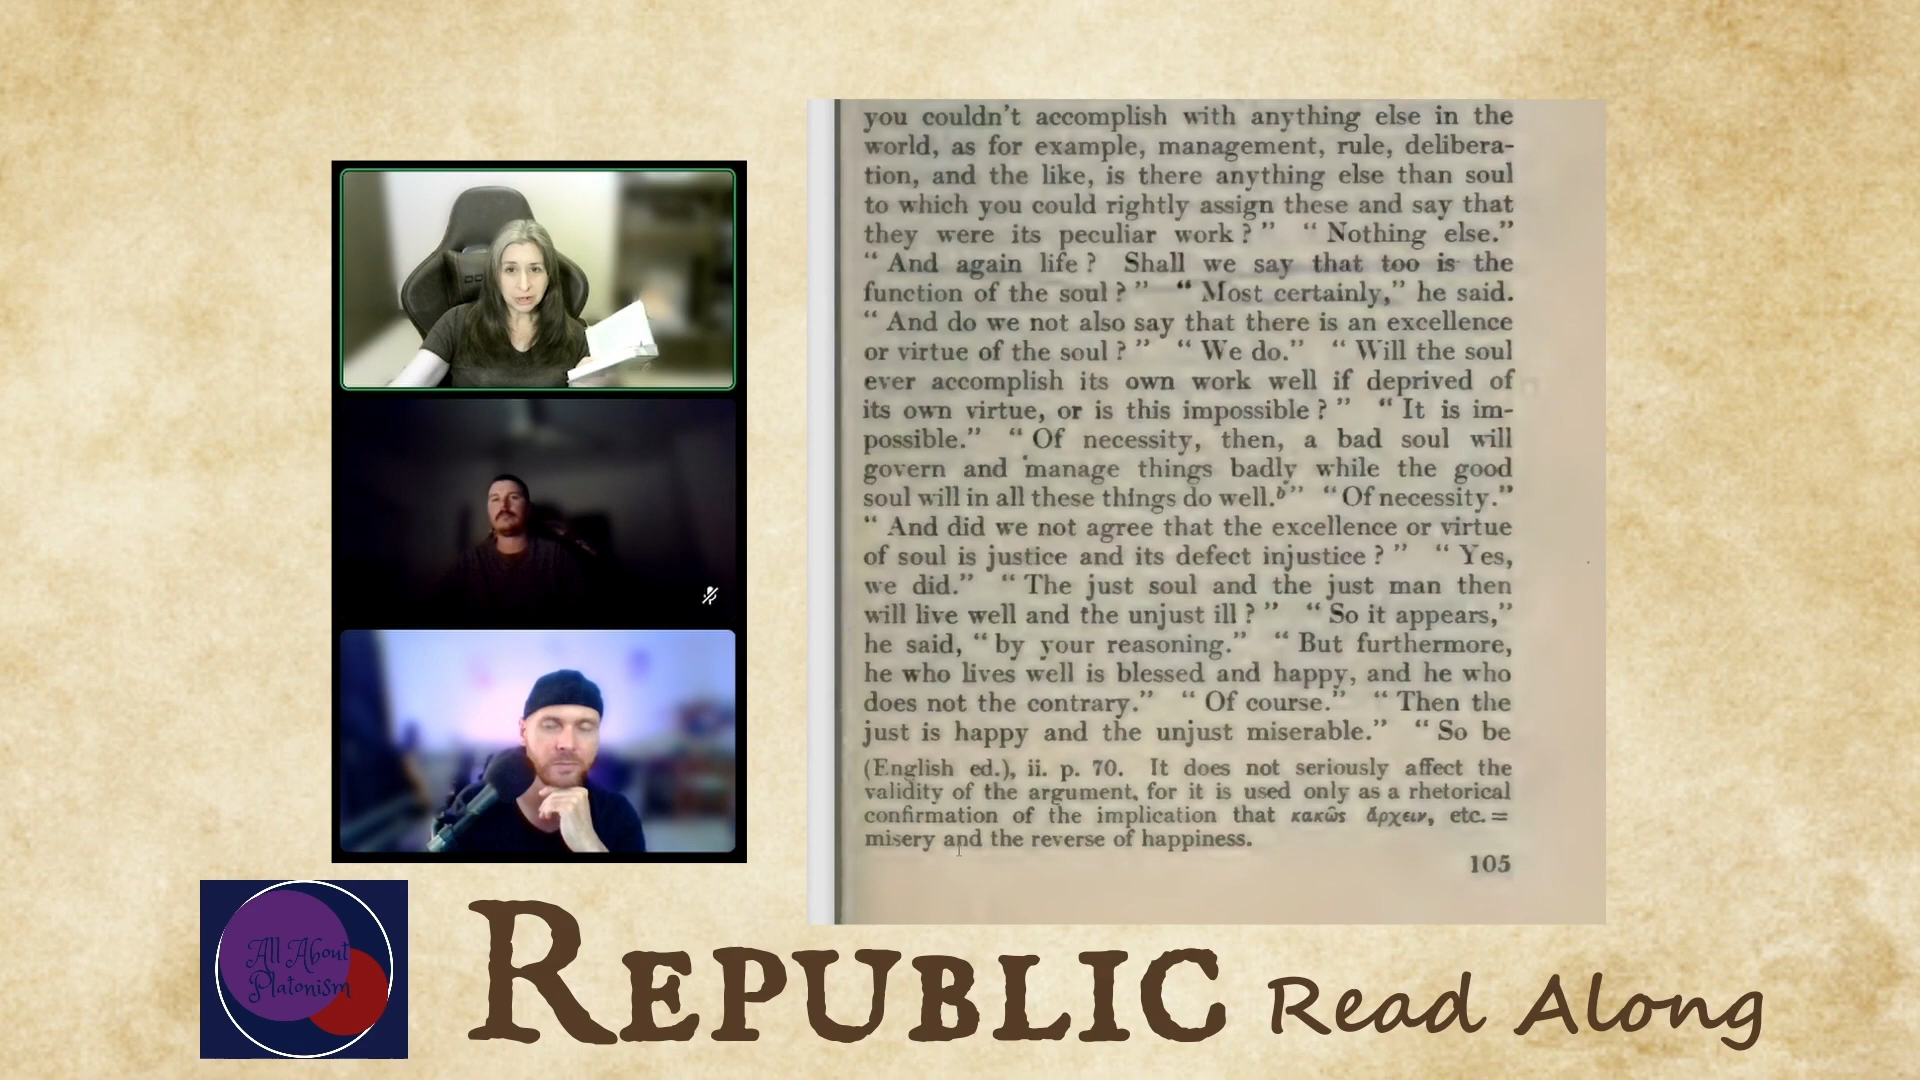 you couldn't accomplish with anything else in the
world, as for example, management, rule, delibera-
tion, and the like, is there anything else than soul
to which you could rightly assign these and say that
they were its peculiar work ? ” “ Nothing else.”
“ And again life ? Shall we say that too is the
function of the soul ? ” “ Most certainly,” he said.
“ And do we not also say that there is an excellence
or virtue of the soul ? ” “ We do.” “ Will the soul
ever accomplish its own work well if deprived of
its own virtue, or is this impossible ? ” “ It is im-
possible.” “ Of necessity, then, a bad soul will
govern and manage things badly while the good
soul will in all these things do well.ᵇ” “ Of necessity.”
“ And did we not agree that the excellence or virtue
of soul is justice and its defect injustice ? ” “ Yes,
we did.” “ The just soul and the just man then
will live well and the unjust ill ? ” “ So it appears,”
he said, “ by your reasoning.” “ But furthermore,
he who lives well is blessed and happy, and he who
does not the contrary.” “ Of course.” “ Then the
just is happy and the unjust miserable.” “ So be
(English ed.), ii. p. 70. It does not seriously affect the
validity of the argument, for it is used only as a rhetorical
confirmation of the implication that κακῶς ἄρχειν, etc. =
misery and the reverse of happiness.
105
All About
Platonism
REPUBLIC Read Along